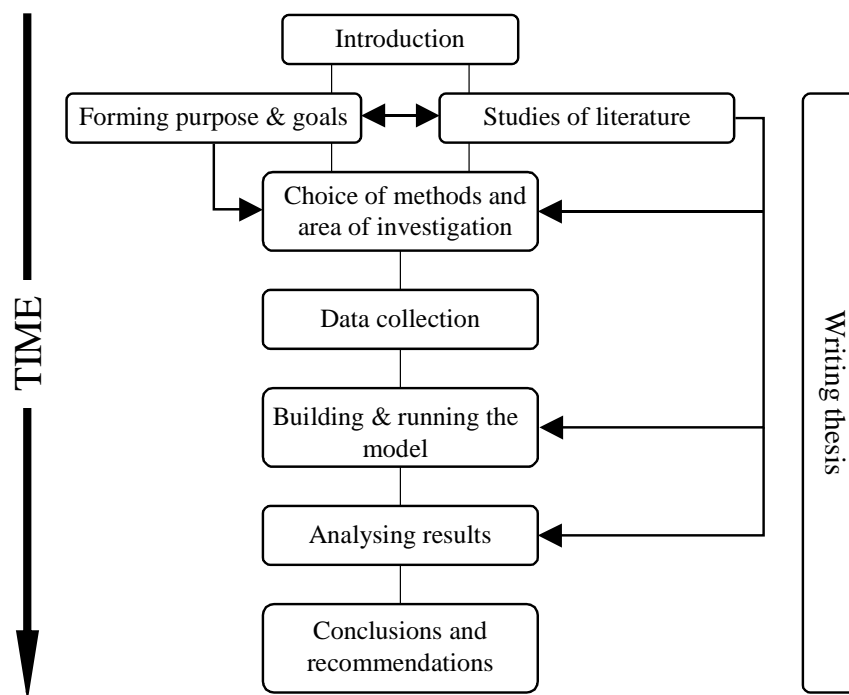 Introduction
Forming purpose & goals
Studies of literature
Choice of methods and
area of investigation
Data collection
Building & running the
model
Analysing results
Conclusions and
recommendations
TIME
Writing thesis